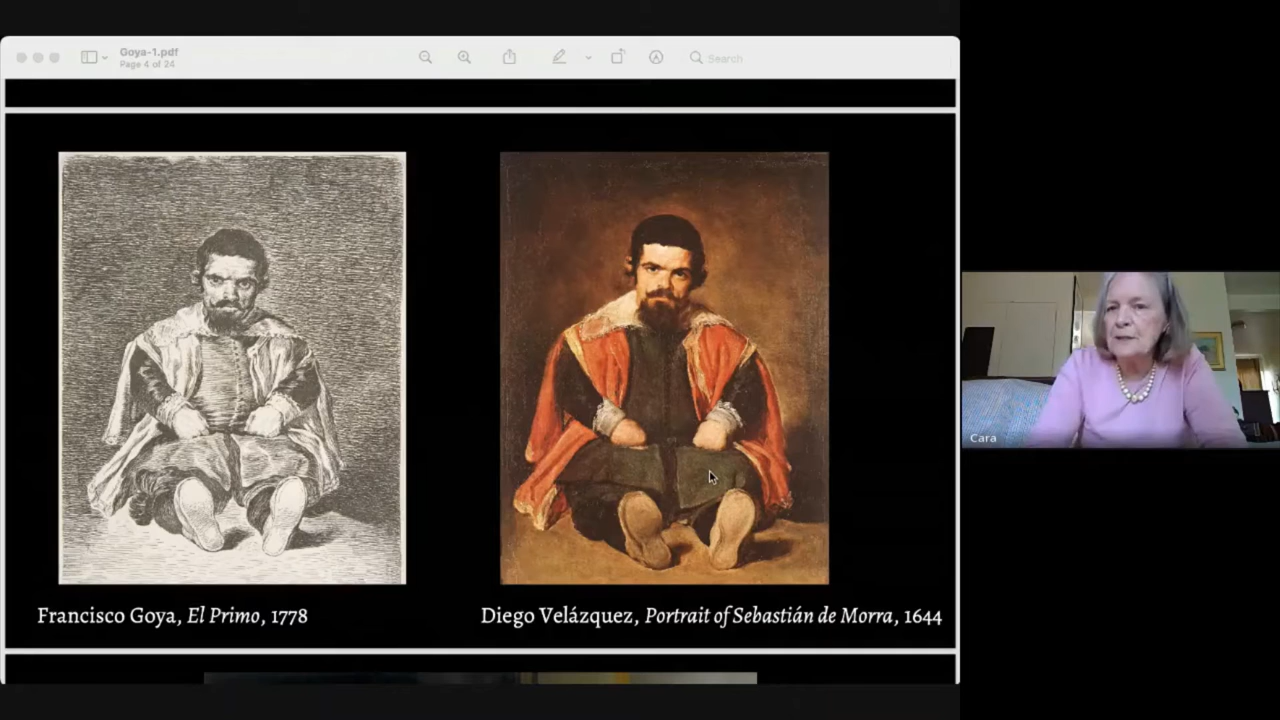 Goya-1.pdf
Page 4 of 24
Search
Francisco Goya, El Primo, 1778
Diego Velázquez, Portrait of Sebastián de Morra, 1644
Cara